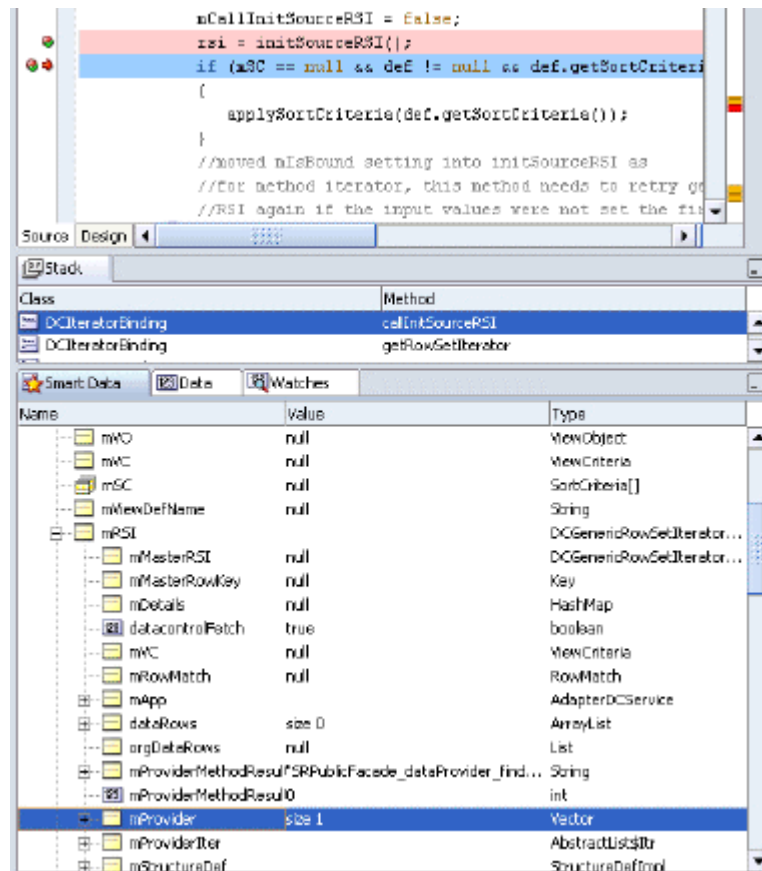 mCallInitSourceRSI = false;
rsi = initSourceRSI();
if (mSC == null && def != null && def.getSortCriteri
{
applySortCriteria(def.getSortCriteria());
}
//moved mIsBound setting into initSourceRSI as
//for method iterator, this method needs to retry ge
//RSI again if the input values were not set the fir
Source Design
Stack
Class Method
DCIteratorBinding callInitSourceRSI
DCIteratorBinding getRowSetIterator
Smart Data Data Watches
Name Value Type
mVO null ViewObject
mVC null ViewCriteria
mSC null SortCriteria[]
mViewDefName null String
mRSI DCGenericRowSetIterator...
mMasterRSI null DCGenericRowSetIterator...
mMasterRowKey null Key
mDetails null HashMap
datacontrolFetch true boolean
mVC null ViewCriteria
mRowMatch null RowMatch
mApp AdapterDCService
dataRows size 0 ArrayList
orgDataRows null List
mProviderMethodResul "SRPublicFacade_dataProvider_find... String
mProviderMethodResul 0 int
mProvider size 1 Vector
mProviderIter AbstractList$Itr
mStructureDef StructureDefImpl